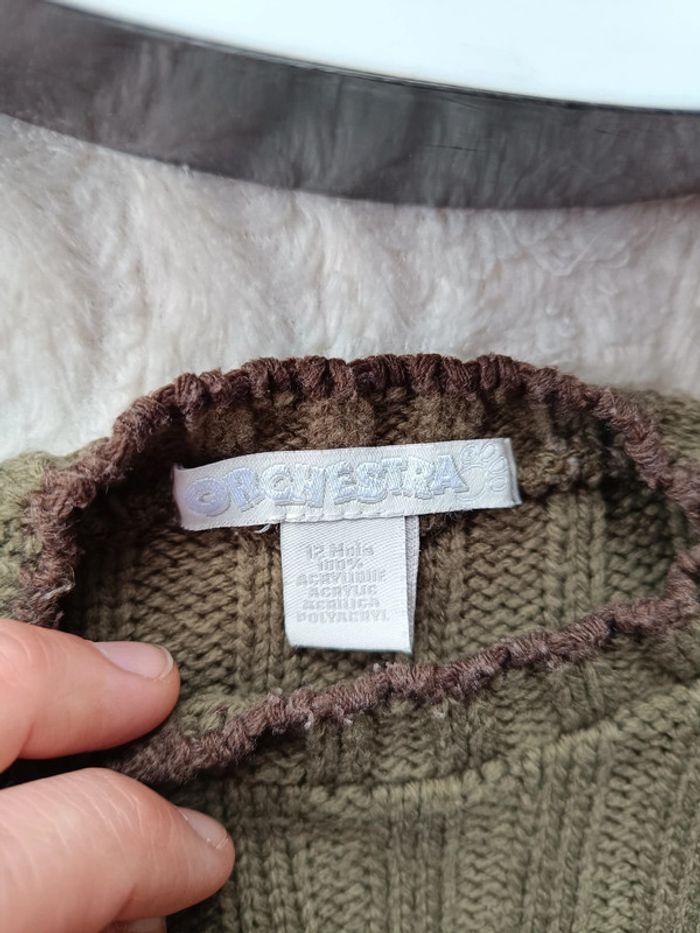 ORCHESTRA
12 Mois
100%
ACRYLIQUE
ACRYLIC
ACRILICA
POLYACRYL